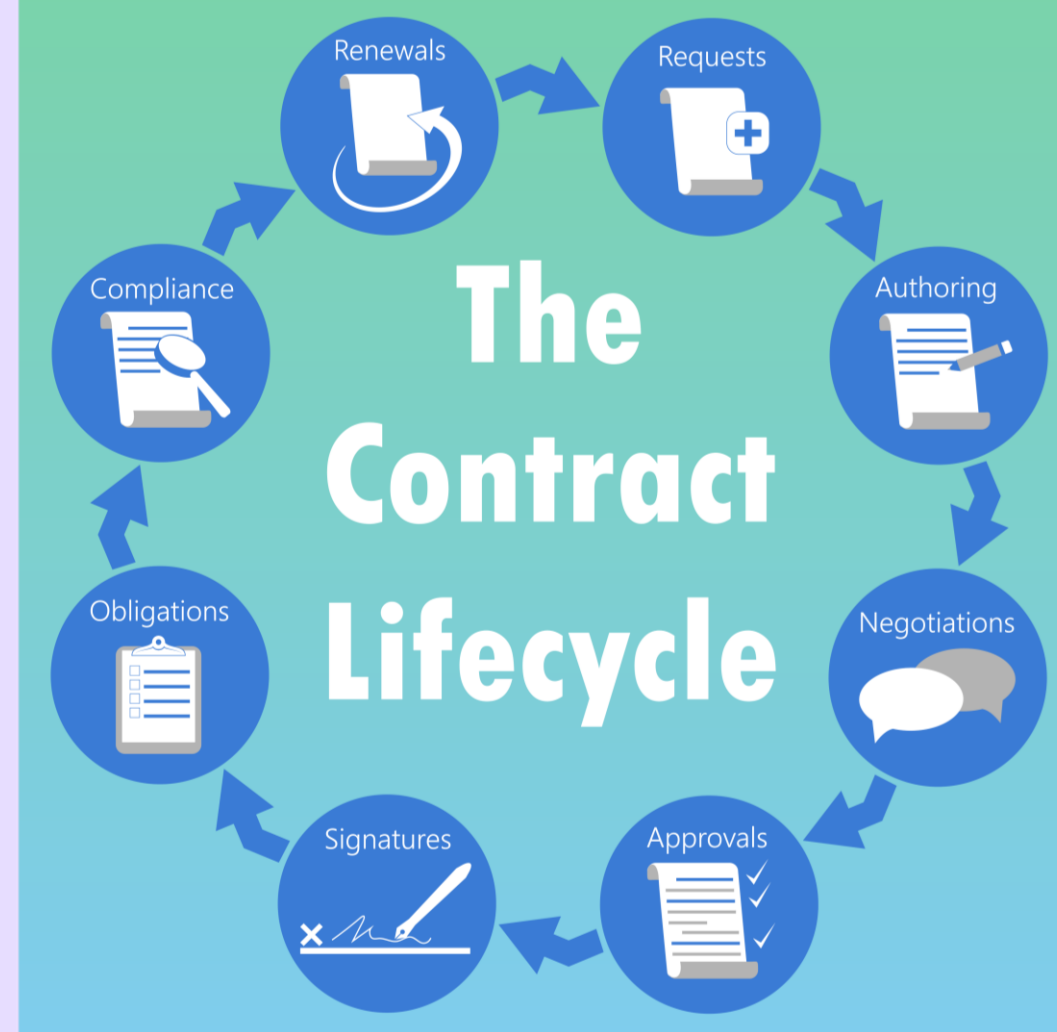 Renewals
Requests
Compliance
Authoring
The
Contract
Lifecycle
Obligations
Negotiations
Signatures
Approvals